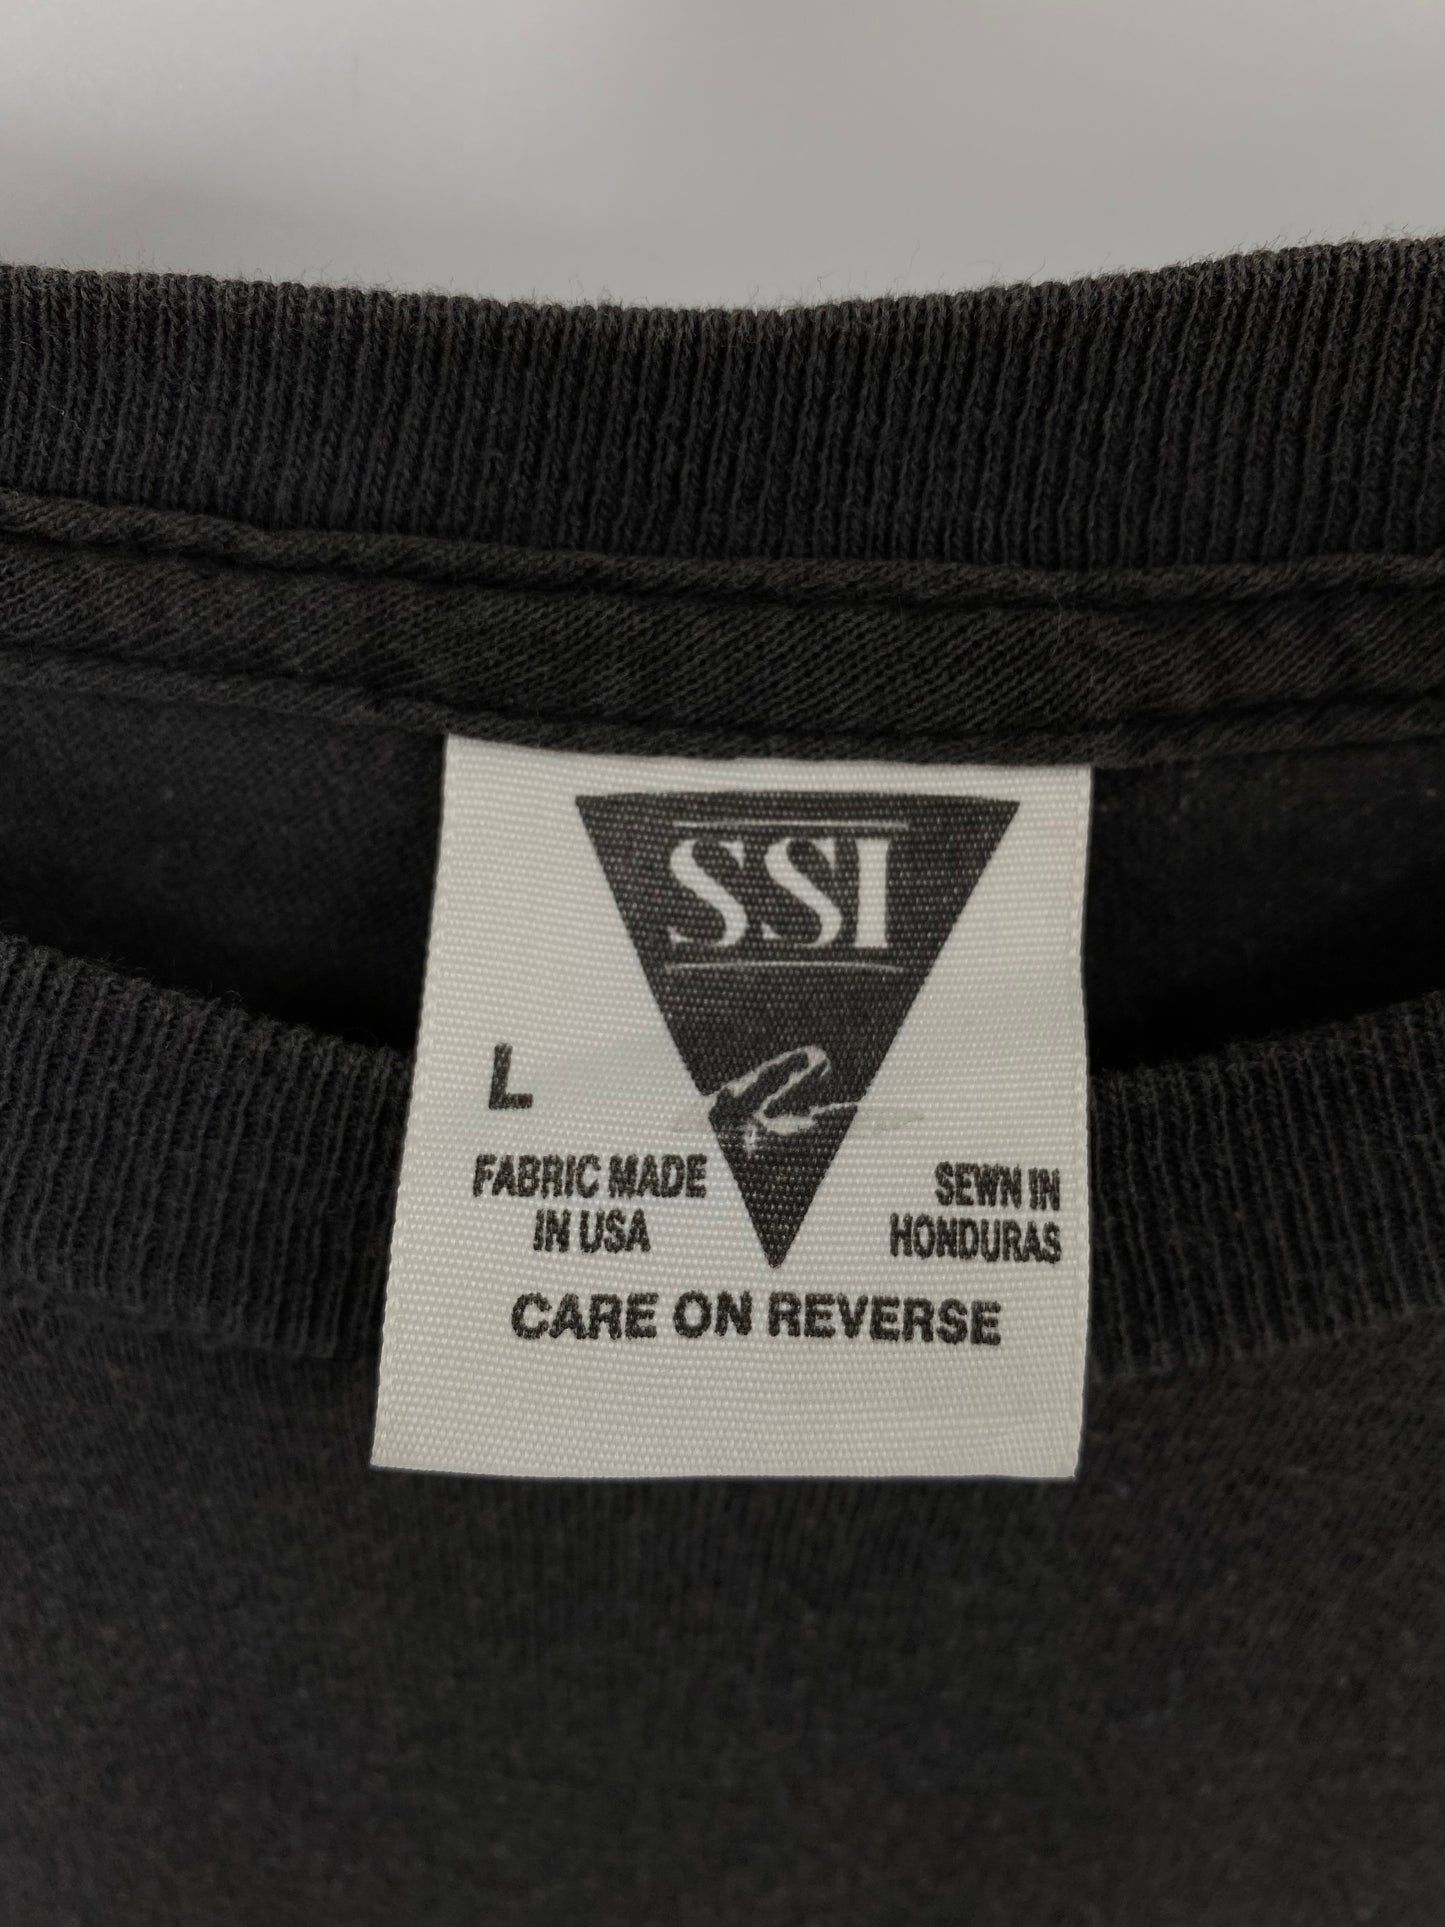 SSI
L
FABRIC MADE
IN USA
SEWN IN
HONDURAS
CARE ON REVERSE